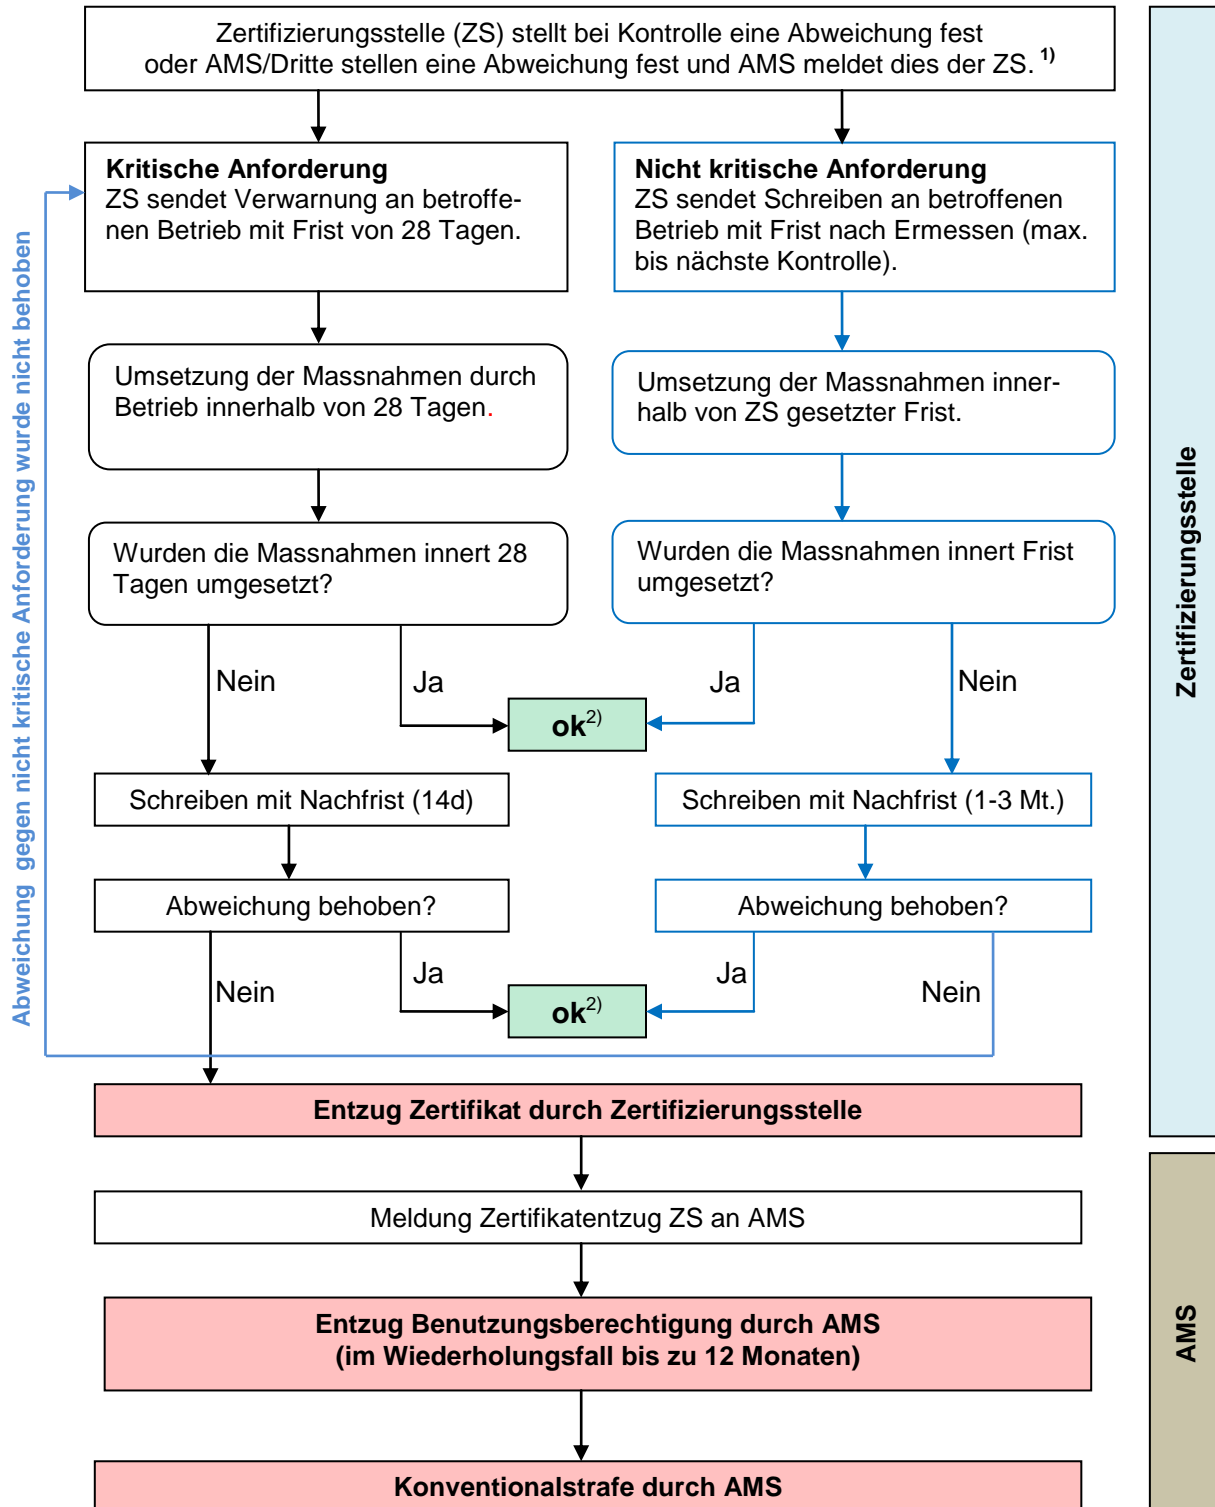 Zertifizierungsstelle (ZS) stellt bei Kontrolle eine Abweichung fest
oder AMS/Dritte stellen eine Abweichung fest und AMS meldet dies der ZS. 1)
Kritische Anforderung
ZS sendet Verwarnung an betroffe-
nen Betrieb mit Frist von 28 Tagen.
Nicht kritische Anforderung
ZS sendet Schreiben an betroffenen
Betrieb mit Frist nach Ermessen (max.
bis nächste Kontrolle).
Umsetzung der Massnahmen durch
Betrieb innerhalb von 28 Tagen.
Umsetzung der Massnahmen inner-
halb von ZS gesetzter Frist.
Wurden die Massnahmen innert 28
Tagen umgesetzt?
Wurden die Massnahmen innert Frist
umgesetzt?
Nein
Ja
Ja
Nein
ok2)
Schreiben mit Nachfrist (14d)
Schreiben mit Nachfrist (1-3 Mt.)
Abweichung behoben?
Abweichung behoben?
Nein
Ja
Ja
Nein
ok2)
Abweichung gegen nicht kritische Anforderung wurde nicht behoben
Entzug Zertifikat durch Zertifizierungsstelle
Zertifizierungsstelle
Meldung Zertifikatentzug ZS an AMS
Entzug Benutzungsberechtigung durch AMS
(im Wiederholungsfall bis zu 12 Monaten)
Konventionalstrafe durch AMS
AMS